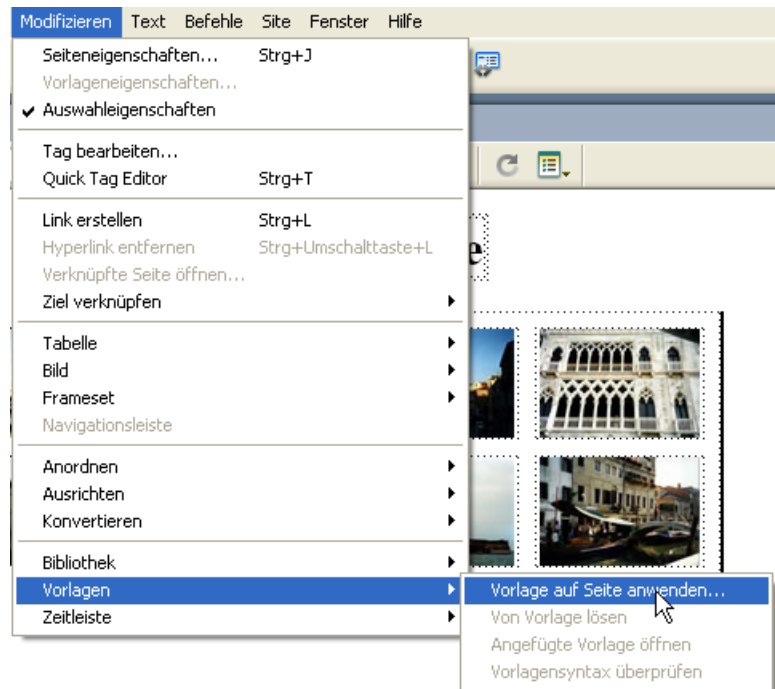 Modifizieren Text Befehle Site Fenster Hilfe
Seiteneigenschaften... Strg+J
Vorlageneigenschaften...
Auswahleigenschaften
Tag bearbeiten...
Quick Tag Editor Strg+T
Link erstellen Strg+L
Hyperlink entfernen Strg+Umschalttaste+L
Verknüpfte Seite öffnen...
Ziel verknüpfen
e
Tabelle
Bild
Frameset
Navigationsleiste
Anordnen
Ausrichten
Konvertieren
Bibliothek
Vorlagen
Zeitleiste
Vorlage auf Seite anwenden...
Von Vorlage lösen
Angefügte Vorlage öffnen
Vorlagensyntax überprüfen